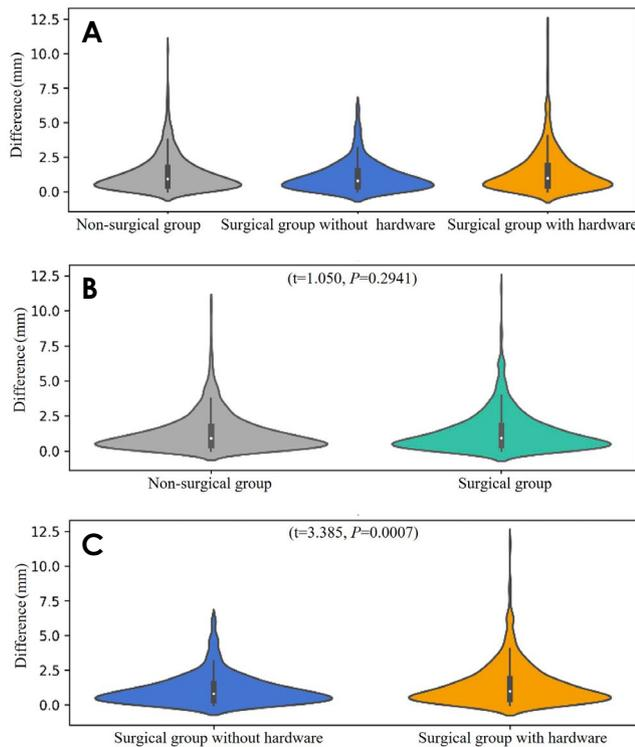 A
12.5
10.0
7.5
5.0
2.5
0.0
Difference (mm)
Non-surgical group Surgical group without hardware Surgical group with hardware
B
(t=1.050, P=0.2941)
12.5
10.0
7.5
5.0
2.5
0.0
Difference (mm)
Non-surgical group Surgical group
C
(t=3.385, P=0.0007)
12.5
10.0
7.5
5.0
2.5
0.0
Difference (mm)
Surgical group without hardware Surgical group with hardware